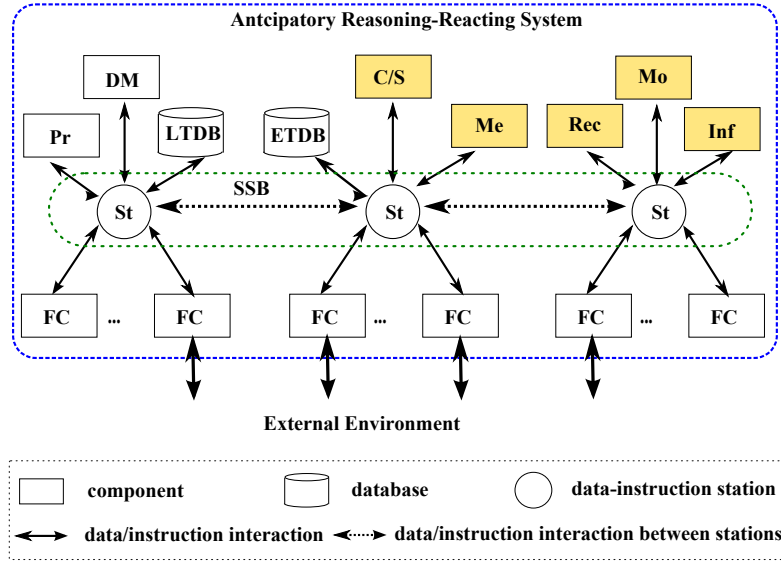 Antcipatory Reasoning-Reacting System
DM
C/S
Mo
Pr
LTDB
ETDB
Me
Rec
Inf
SSB
St
St
St
FC
...
FC
FC
...
FC
FC
...
FC
External Environment
component
database
data-instruction station
data/instruction interaction
data/instruction interaction between stations